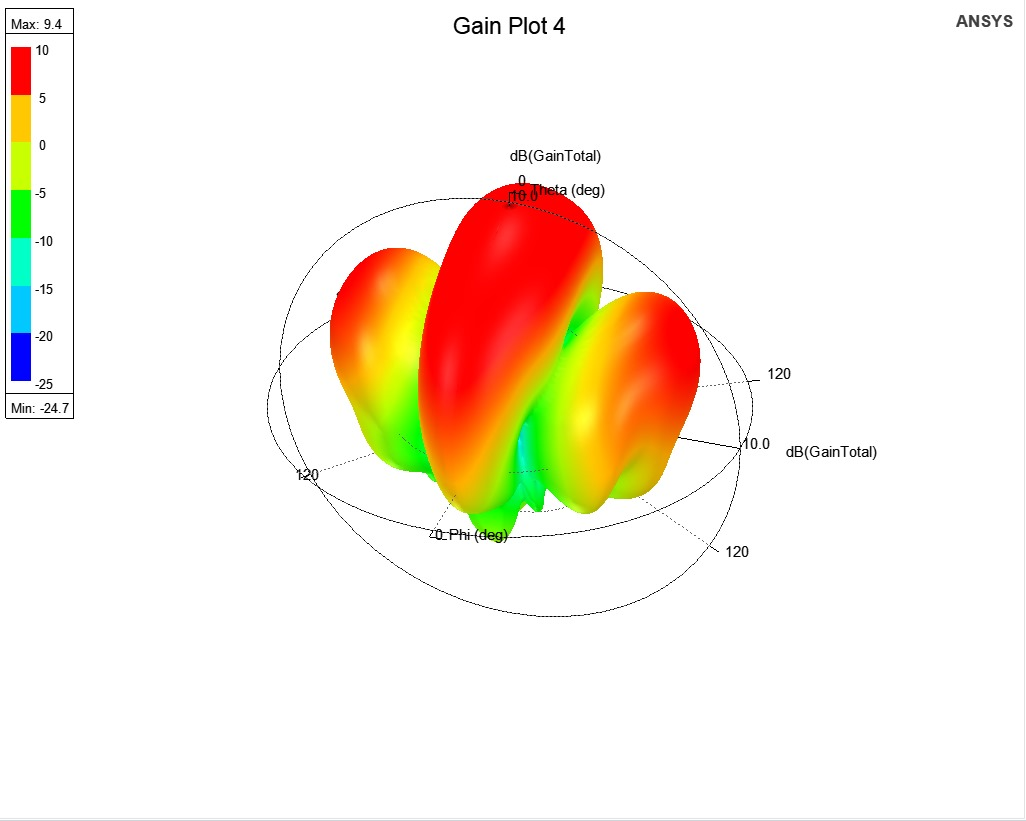 Gain Plot 4
ANSYS
Max: 9.4
10
5
0
-5
-10
-15
-20
-25
Min: -24.7
dB(GainTotal)
0
Theta (deg)
10.0
120
10.0
dB(GainTotal)
120
0 Phi (deg)
120